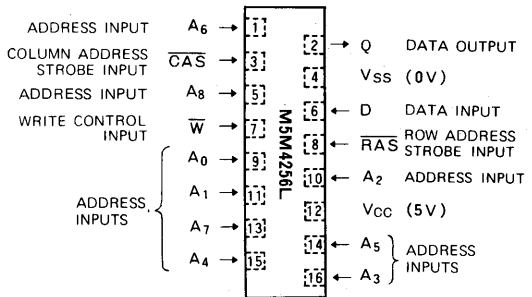 ADDRESS INPUT A6 → 1
2 → Q DATA OUTPUT
COLUMN ADDRESS
STROBE INPUT C̅A̅S̅ → 3
4 VSS (0V)
ADDRESS INPUT A8 → 5
6 ← D DATA INPUT
WRITE CONTROL
INPUT W̅ → 7
8 ← R̅A̅S̅ ROW ADDRESS
STROBE INPUT
A0 → 9
10 ← A2 ADDRESS INPUT
ADDRESS
INPUTS
A1 → 11
12 VCC (5V)
A7 → 13
14 ← A5
A4 → 15
16 ← A3
ADDRESS
INPUTS
M5M4256L